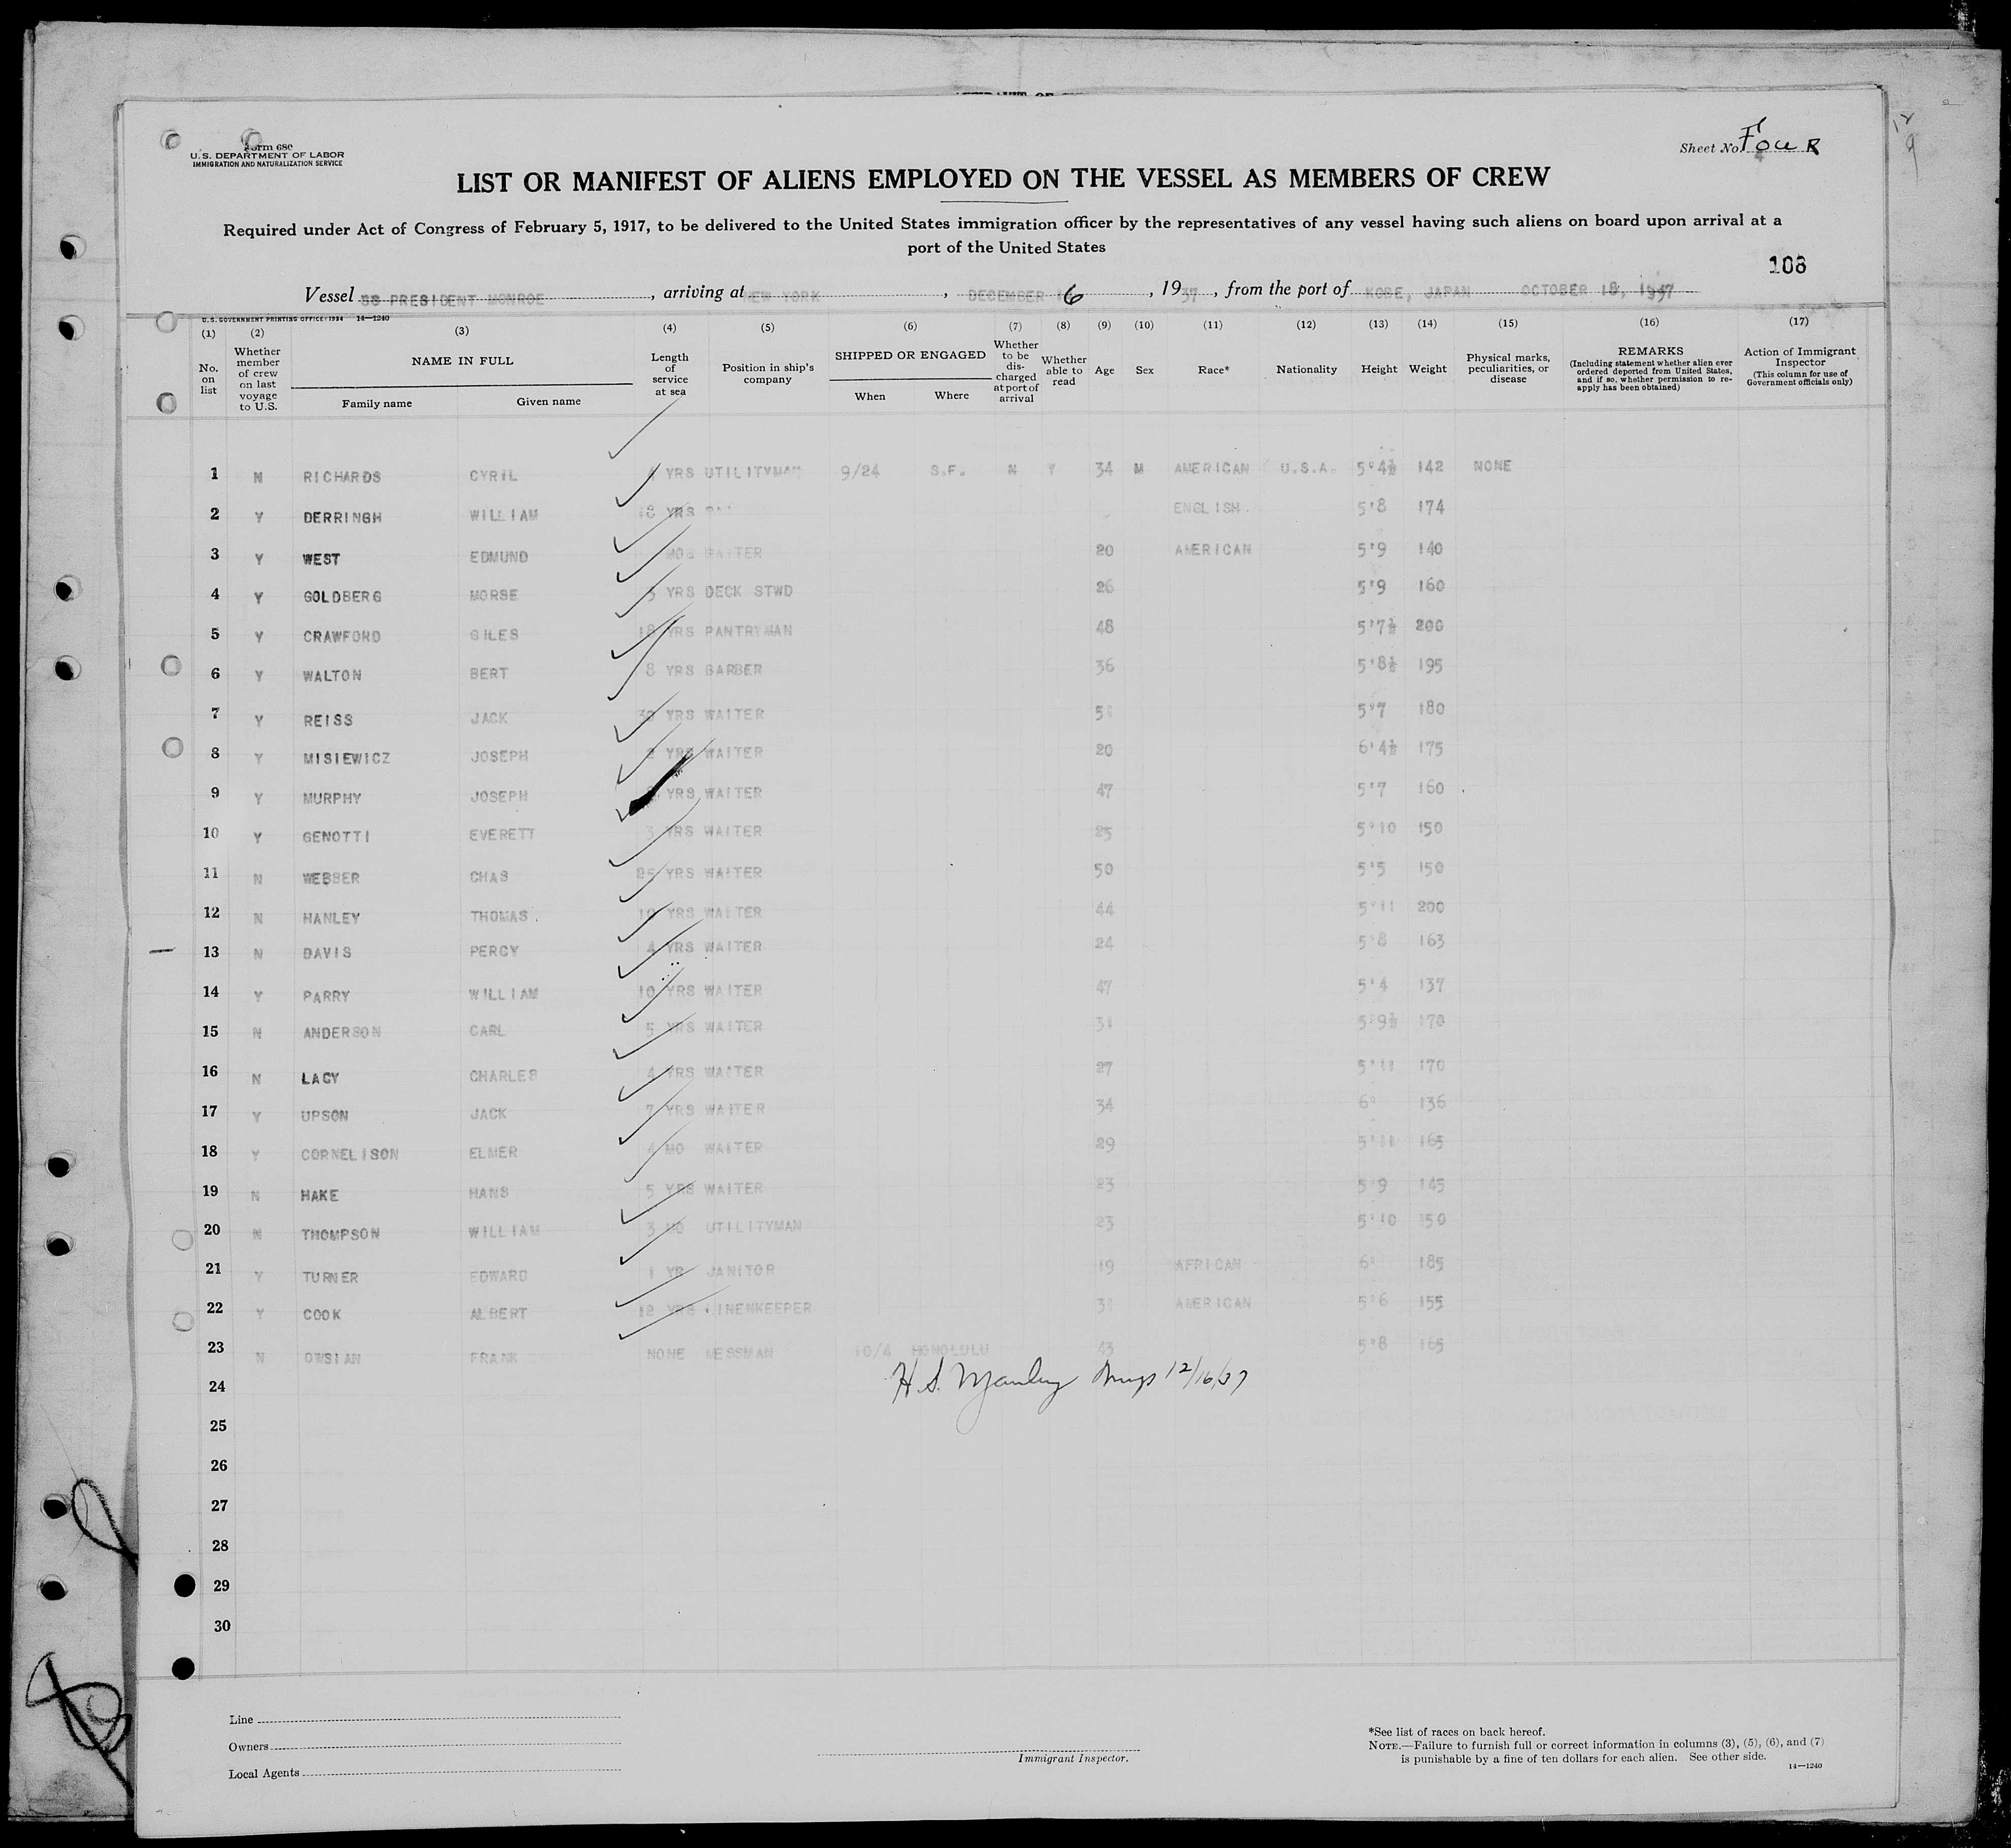 Form 680
U. S. DEPARTMENT OF LABOR
IMMIGRATION AND NATURALIZATION SERVICE
Sheet No. Four
LIST OR MANIFEST OF ALIENS EMPLOYED ON THE VESSEL AS MEMBERS OF CREW
Required under Act of Congress of February 5, 1917, to be delivered to the United States immigration officer by the representatives of any vessel having such aliens on board upon arrival at a
port of the United States
108
Vessel SS PRESIDENT MONROE, arriving at NEW YORK, DECEMBER 16, 1937, from the port of KOBE, JAPAN OCTOBER 18, 1937
U. S. GOVERNMENT PRINTING OFFICE: 1934 14—1240
(1) (2) (3) (4) (5) (6) (7) (8) (9) (10) (11) (12) (13) (14) (15) (16) (17)
No. on list
Whether member of crew on last voyage to U.S.
NAME IN FULL
Family name Given name
Length of service at sea
Position in ship's company
SHIPPED OR ENGAGED
When Where
Whether to be discharged at port of arrival
Whether able to read
Age
Sex
Race*
Nationality
Height
Weight
Physical marks, peculiarities, or disease
REMARKS
(Including statement whether alien ever ordered deported from United States, and if so, whether permission to reapply has been obtained)
Action of Immigrant Inspector
(This column for use of Government officials only)
1 N RICHARDS CYRIL YRS UTILITYMAN 9/24 S.F. N Y 34 M AMERICAN U.S.A. 5'4½ 142 NONE
2 Y DERRINGH WILLIAM 18 YRS ENGLISH 5'8 174
3 Y WEST EDMUND MOS WAITER 20 AMERICAN 5'9 140
4 Y GOLDBERG MORSE 3 YRS DECK STWD 26 5'9 160
5 Y CRAWFORD GILES 18 YRS PANTRYMAN 48 5'7½ 200
6 Y WALTON BERT 8 YRS BARBER 36 5'8½ 195
7 Y REISS JACK 30 YRS WAITER 51 5'7 180
8 Y MISIEWICZ JOSEPH 2 YRS WAITER 20 6'4½ 175
9 Y MURPHY JOSEPH YRS WAITER 47 5'7 160
10 Y GENOTTI EVERETT 3 YRS WAITER 25 5'10 150
11 N WEBBER CHAS 25 YRS WAITER 50 5'5 150
12 N HANLEY THOMAS 10 YRS WAITER 44 5'11 200
13 N DAVIS PERCY 4 YRS WAITER 24 5'8 163
14 Y PARRY WILLIAM 10 YRS WAITER 47 5'4 137
15 N ANDERSON CARL 5 YRS WAITER 31 5'9½ 170
16 N LACY CHARLES 4 YRS WAITER 27 5'11 170
17 Y UPSON JACK 7 YRS WAITER 34 6' 136
18 Y CORNELISON ELMER 4 MO WAITER 29 5'11 165
19 N HAKE HANS 5 YRS WAITER 23 5'9 145
20 N THOMPSON WILLIAM 3 MO UTILITYMAN 23 5'10 150
21 Y TURNER EDWARD 1 YR JANITOR 19 AFRICAN 6' 185
22 Y COOK ALBERT 12 YRS LINENKEEPER 31 AMERICAN 5'6 155
23 N OWSIAN FRANK NONE MESSMAN 10/4 HONOLULU 43 5'8 165
24 H. S. Manley 12/16/37
25
26
27
28
29
30
Line
Owners
Local Agents
Immigrant Inspector.
*See list of races on back hereof.
NOTE.—Failure to furnish full or correct information in columns (3), (5), (6), and (7)
is punishable by a fine of ten dollars for each alien. See other side.
14—1240